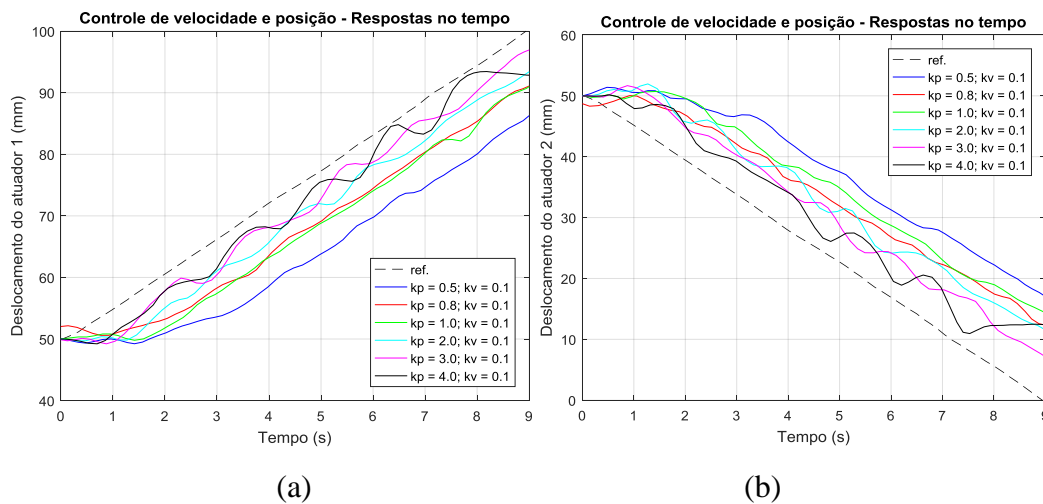 Controle de velocidade e posição - Respostas no tempo
Deslocamento do atuador 1 (mm)
100
90
80
70
60
50
40
ref.
kp = 0.5; kv = 0.1
kp = 0.8; kv = 0.1
kp = 1.0; kv = 0.1
kp = 2.0; kv = 0.1
kp = 3.0; kv = 0.1
kp = 4.0; kv = 0.1
0 1 2 3 4 5 6 7 8 9
Tempo (s)
(a)
Controle de velocidade e posição - Respostas no tempo
Deslocamento do atuador 2 (mm)
60
50
40
30
20
10
0
ref.
kp = 0.5; kv = 0.1
kp = 0.8; kv = 0.1
kp = 1.0; kv = 0.1
kp = 2.0; kv = 0.1
kp = 3.0; kv = 0.1
kp = 4.0; kv = 0.1
0 1 2 3 4 5 6 7 8 9
Tempo (s)
(b)